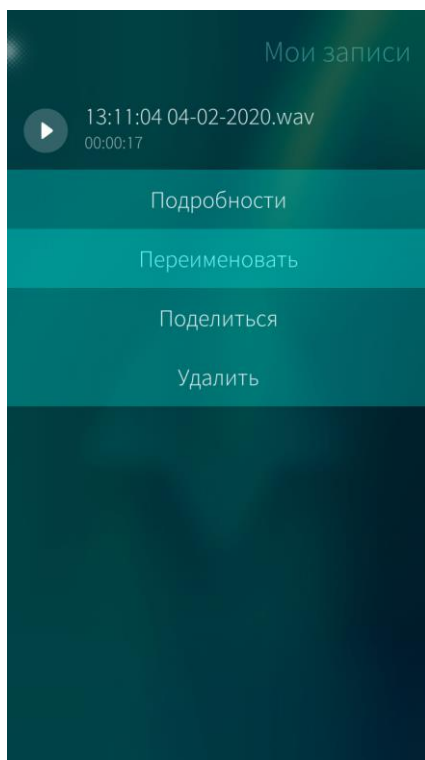 Мои записи
13:11:04 04-02-2020.wav
00:00:17
Подробности
Переименовать
Поделиться
Удалить